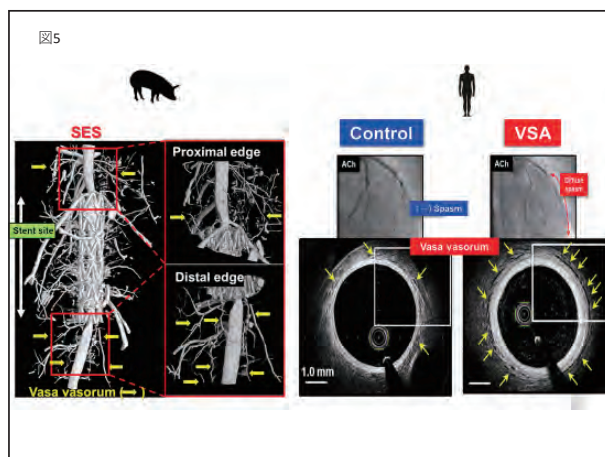 図5
SES
Stent site
Proximal edge
Distal edge
Vasa vasorum (➡)
Control
VSA
ACh
(−) Spasm
ACh
Diffuse
spasm
Vasa vasorum
1.0 mm